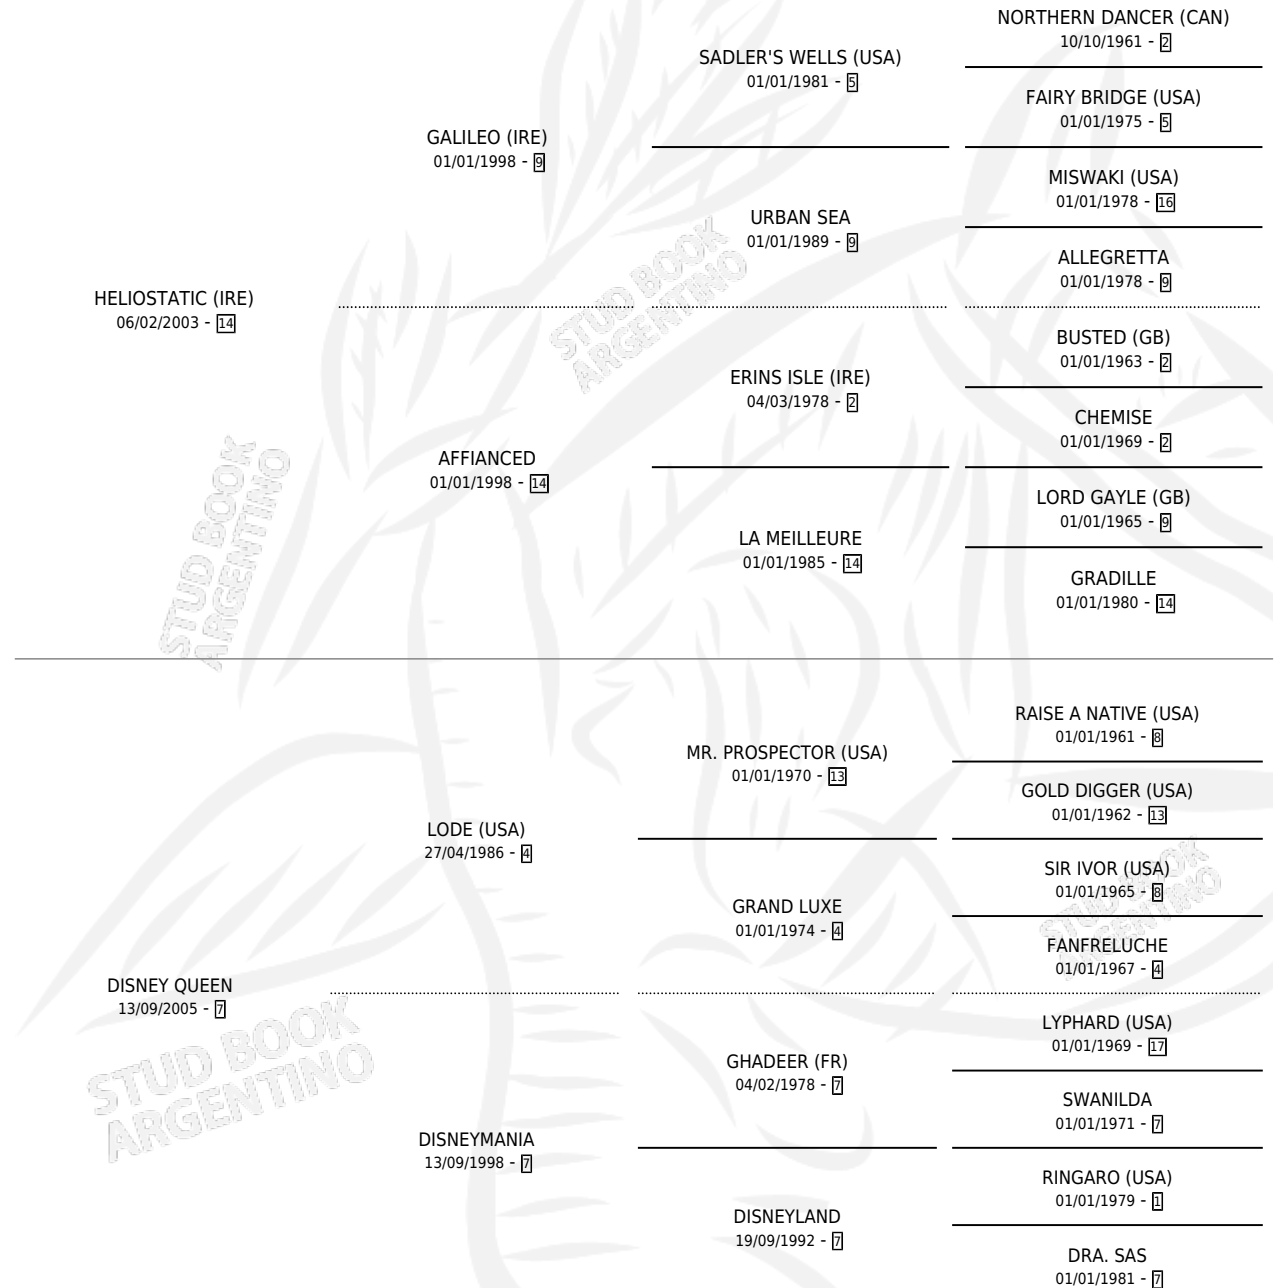 NORTHERN DANCER (CAN)
10/10/1961 - 2
SADLER'S WELLS (USA)
01/01/1981 - 5
FAIRY BRIDGE (USA)
01/01/1975 - 5
GALILEO (IRE)
01/01/1998 - 9
MISWAKI (USA)
01/01/1978 - 16
URBAN SEA
01/01/1989 - 9
ALLEGRETTA
01/01/1978 - 9
HELIOSTATIC (IRE)
06/02/2003 - 14
STUD BOOK
ARGENTINO
BUSTED (GB)
01/01/1963 - 2
ERINS ISLE (IRE)
04/03/1978 - 2
CHEMISE
01/01/1969 - 2
AFFIANCED
01/01/1998 - 14
LORD GAYLE (GB)
01/01/1965 - 9
LA MEILLEURE
01/01/1985 - 14
GRADILLE
01/01/1980 - 14
STUD BOOK
ARGENTINO
RAISE A NATIVE (USA)
01/01/1961 - 8
MR. PROSPECTOR (USA)
01/01/1970 - 13
GOLD DIGGER (USA)
01/01/1962 - 13
LODE (USA)
27/04/1986 - 4
SIR IVOR (USA)
01/01/1965 - 8
GRAND LUXE
01/01/1974 - 4
STUD BOOK
ARGENTINO
FANFRELUCHE
01/01/1967 - 4
DISNEY QUEEN
13/09/2005 - 7
STUD BOOK
ARGENTINO
LYPHARD (USA)
01/01/1969 - 17
GHADEER (FR)
04/02/1978 - 7
SWANILDA
01/01/1971 - 7
DISNEYMANIA
13/09/1998 - 7
RINGARO (USA)
01/01/1979 - 1
DISNEYLAND
19/09/1992 - 7
DRA. SAS
01/01/1981 - 7